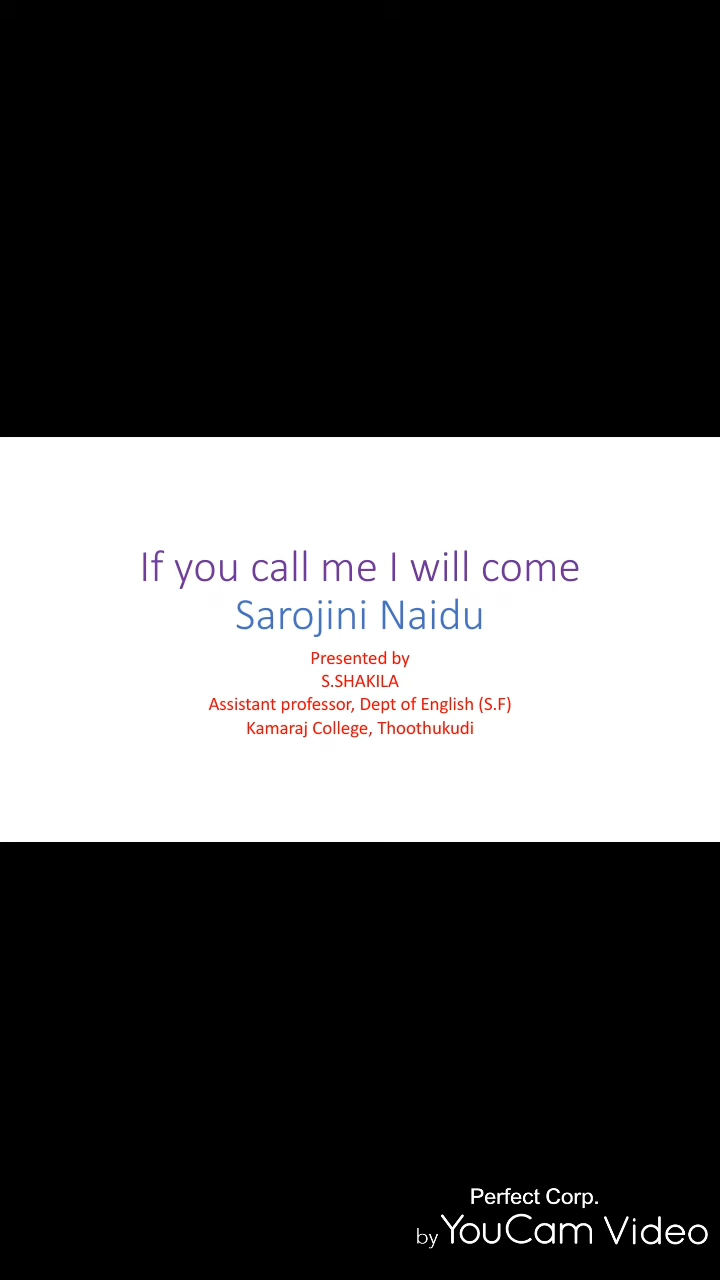 If you call me I will come
Sarojini Naidu
Presented by
S.SHAKILA
Assistant professor, Dept of English (S.F)
Kamaraj College, Thoothukudi
Perfect Corp.
by YouCam Video